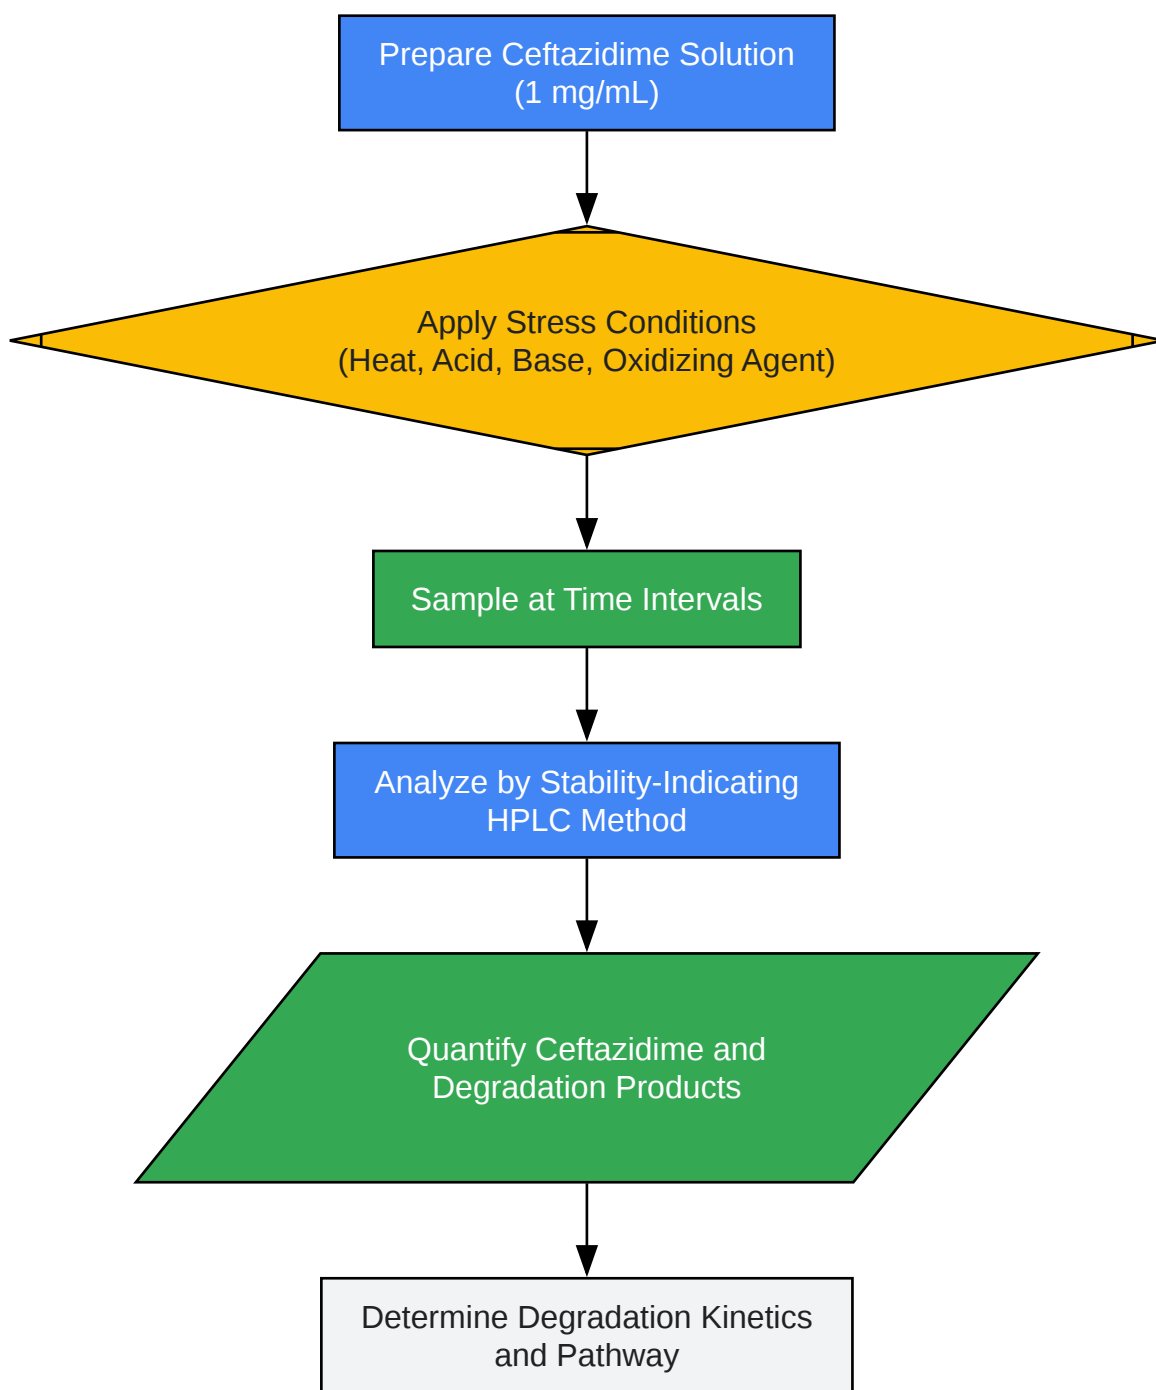 Prepare Ceftazidime Solution
(1 mg/mL)
Apply Stress Conditions
(Heat, Acid, Base, Oxidizing Agent)
Sample at Time Intervals
Analyze by Stability-Indicating
HPLC Method
Quantify Ceftazidime and
Degradation Products
Determine Degradation Kinetics
and Pathway